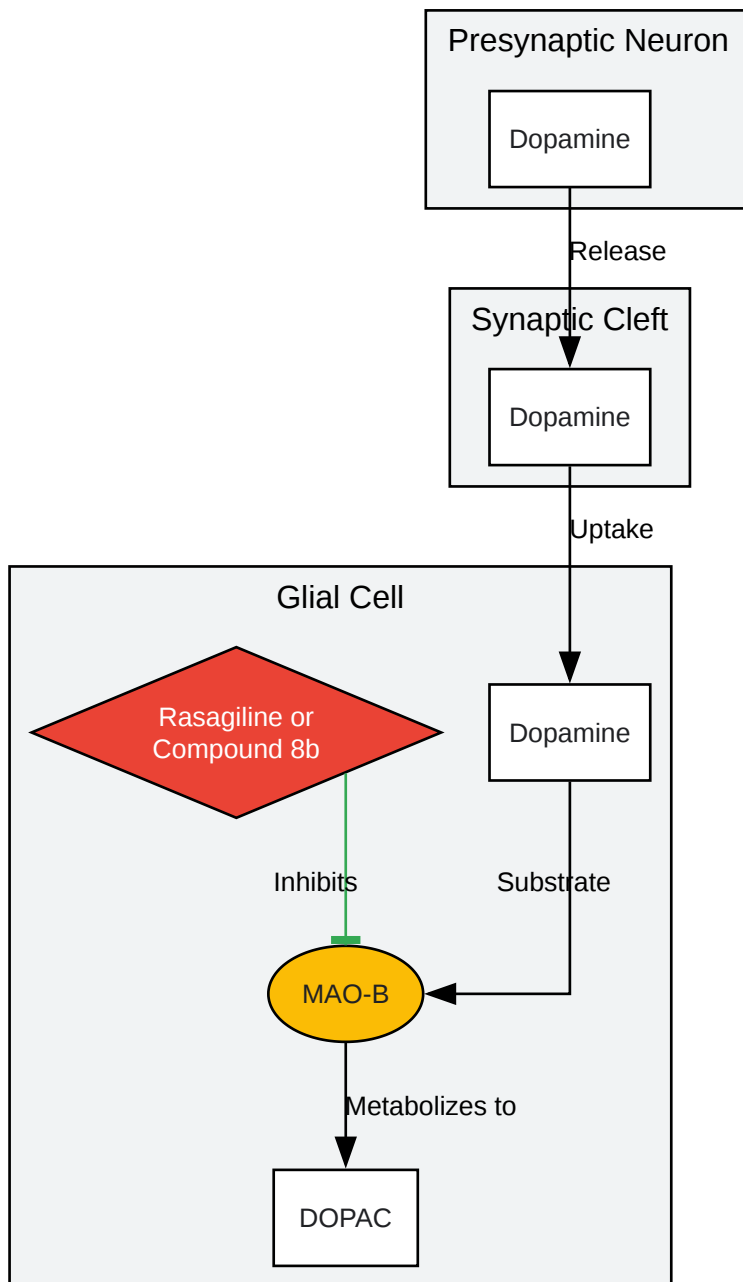 Presynaptic Neuron
Dopamine
Release
Synaptic Cleft
Dopamine
Uptake
Glial Cell
Rasagiline or
Compound 8b
Dopamine
Inhibits
Substrate
MAO-B
Metabolizes to
DOPAC